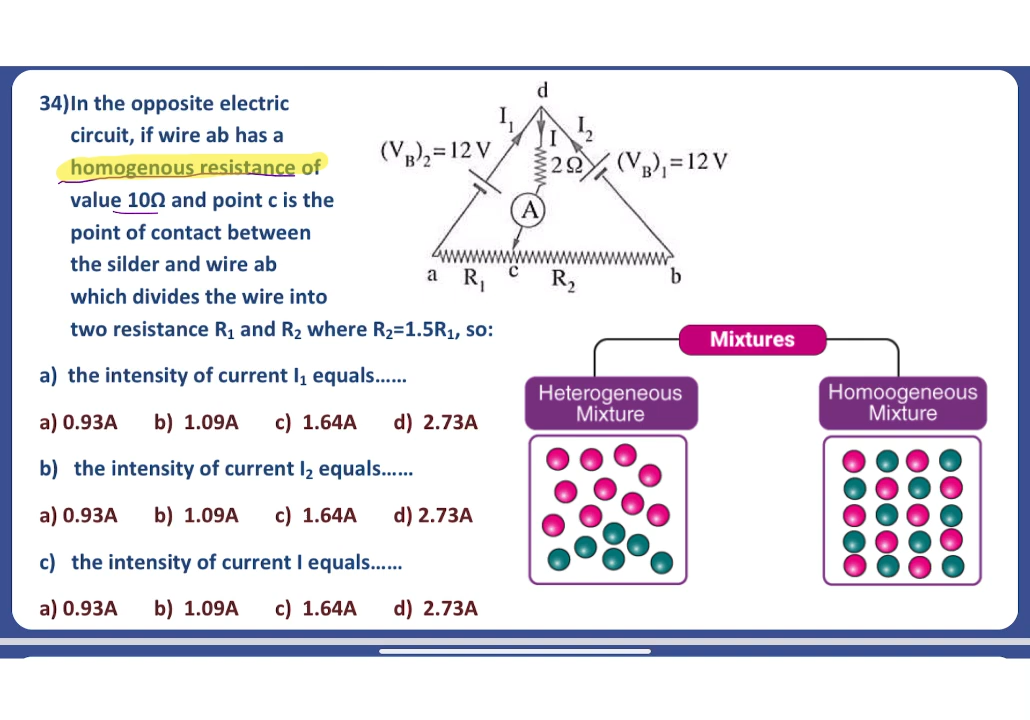 34)In the opposite electric
circuit, if wire ab has a
homogenous resistance of
value 10Ω and point c is the
point of contact between
the silder and wire ab
which divides the wire into
two resistance R₁ and R₂ where R₂=1.5R₁, so:
d
I₁
I₂
I
(V_B)₂=12 V
2 Ω
(V_B)₁=12 V
A
a
R₁
c
R₂
b
a) the intensity of current I₁ equals......
a) 0.93A b) 1.09A c) 1.64A d) 2.73A
b) the intensity of current I₂ equals......
a) 0.93A b) 1.09A c) 1.64A d) 2.73A
c) the intensity of current I equals......
a) 0.93A b) 1.09A c) 1.64A d) 2.73A
Mixtures
Heterogeneous
Mixture
Homoogeneous
Mixture